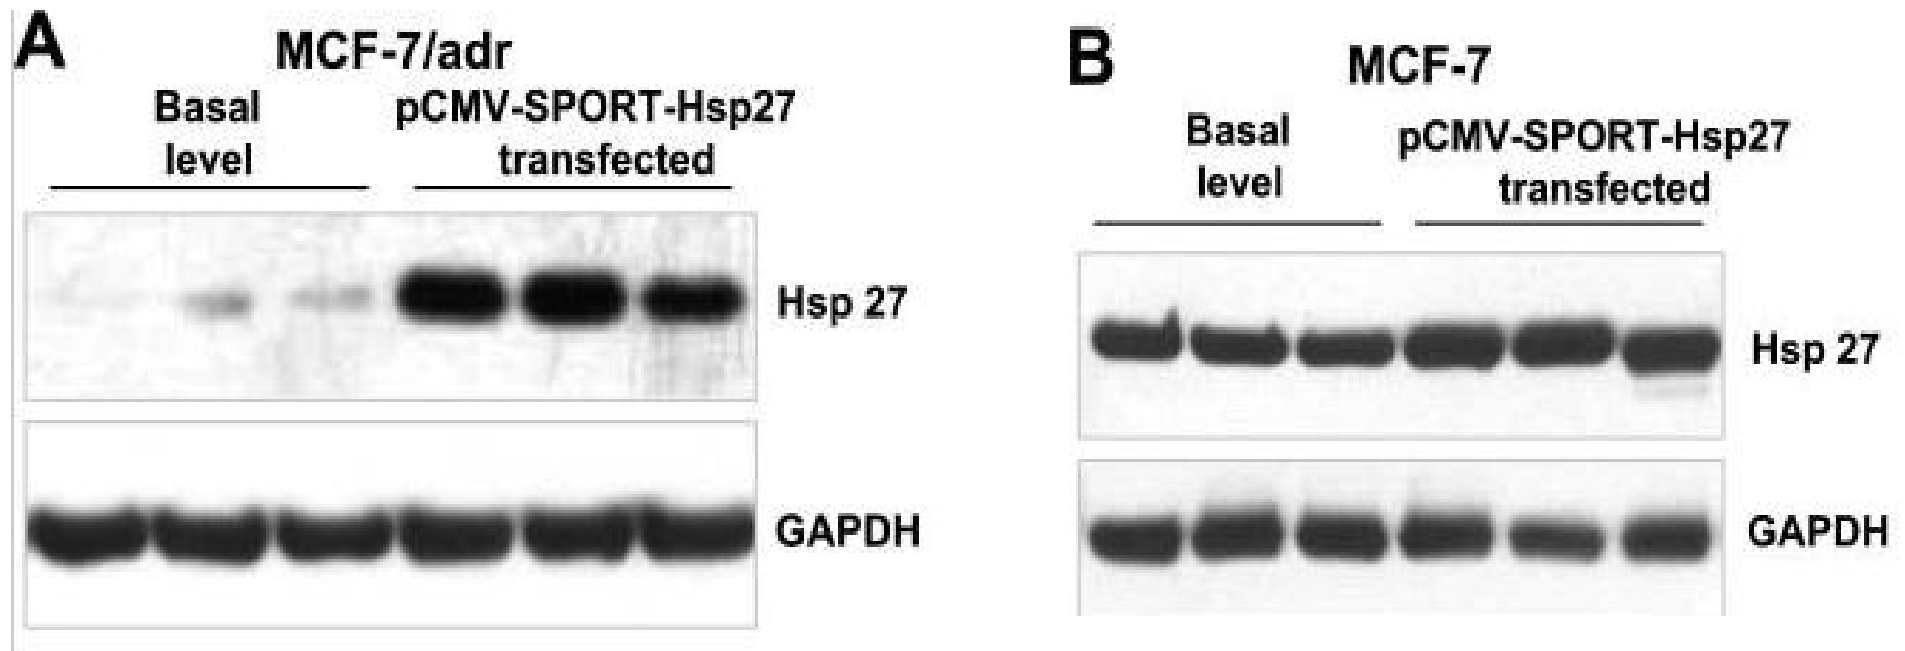 A
MCF-7/adr
Basal
level
pCMV-SPORT-Hsp27
transfected
Hsp 27
GAPDH
B
MCF-7
Basal
level
pCMV-SPORT-Hsp27
transfected
Hsp 27
GAPDH